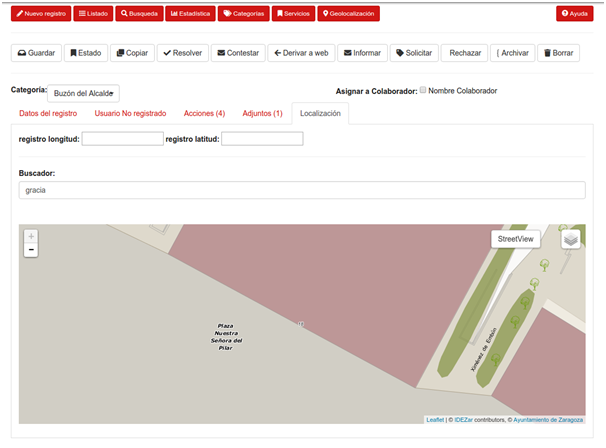 Nuevo registro Listado Busqueda Estadística Categorías Servicios Geolocalización Ayuda
Guardar Estado Copiar Resolver Contestar Derivar a web Informar Solicitar Rechazar Archivar Borrar
Categoría: Buzón del Alcalde Asignar a Colaborador: Nombre Colaborador
Datos del registro Usuario No registrado Acciones (4) Adjuntos (1) Localización
registro longitud: registro latitud:
Buscador:
gracia
+
-
StreetView
Plaza
Nuestra
Señora del
Pilar
Ximénez de Embún
Leaflet | © IDEZar contributors, © Ayuntamiento de Zaragoza